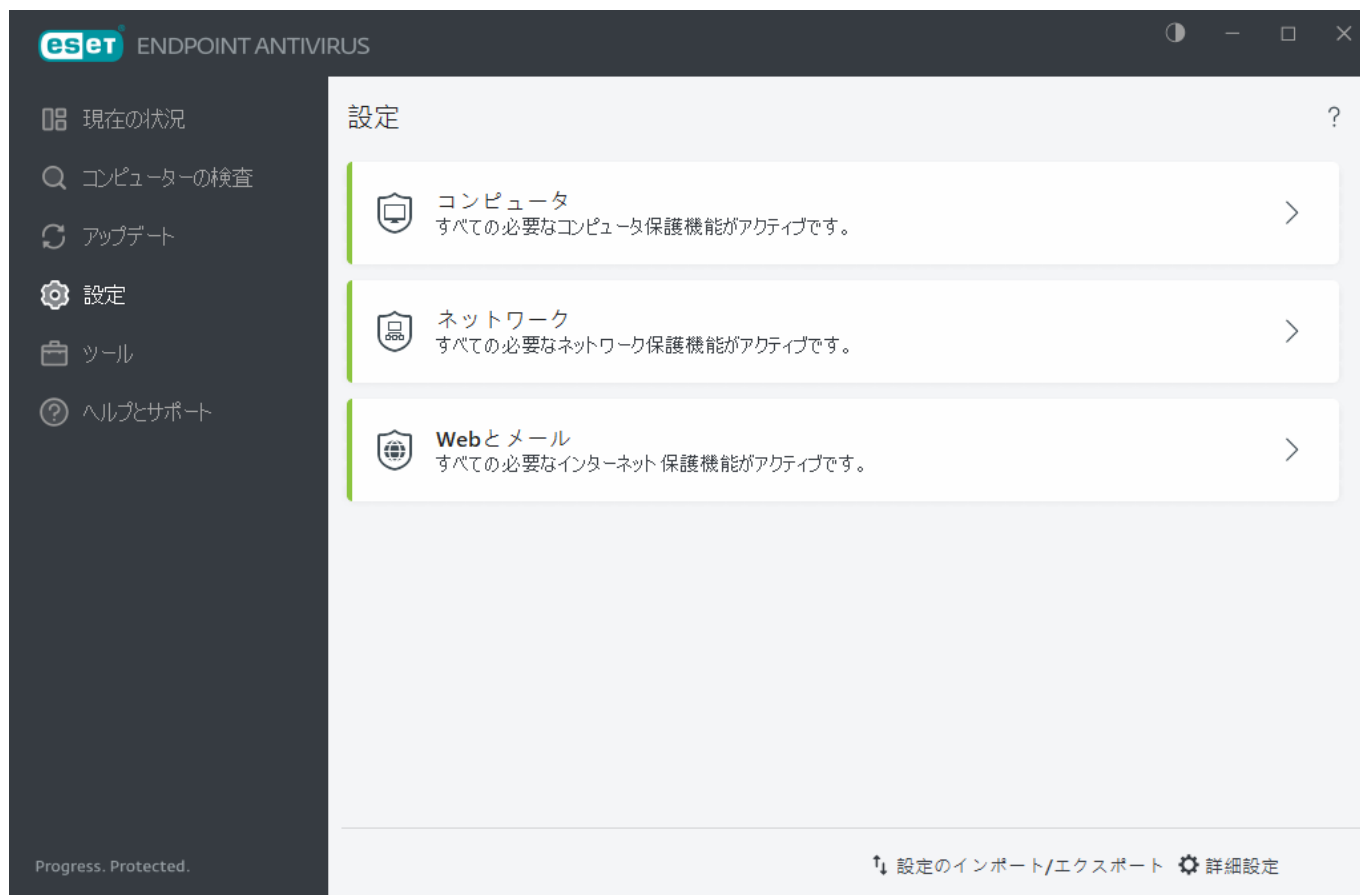 eset ENDPOINT ANTIVIRUS
現在の状況
コンピューターの検査
アップデート
設定
ツール
ヘルプとサポート
Progress. Protected.
設定
?
コンピュータ
すべての必要なコンピュータ保護機能がアクティブです。
ネットワーク
すべての必要なネットワーク保護機能がアクティブです。
Webとメール
すべての必要なインターネット保護機能がアクティブです。
設定のインポート/エクスポート 詳細設定